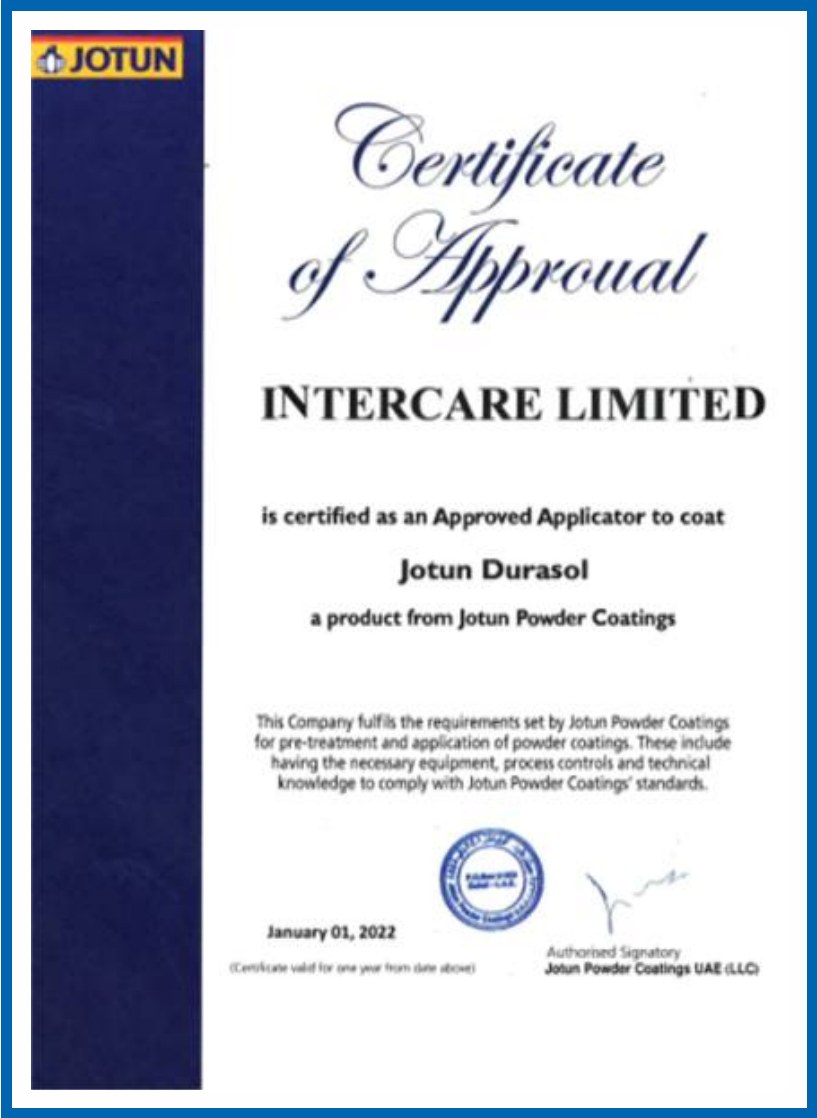 JOTUN
Certificate
of Approval
INTERCARE LIMITED
is certified as an Approved Applicator to coat
Jotun Durasol
a product from Jotun Powder Coatings
This Company fulfils the requirements set by Jotun Powder Coatings
for pre-treatment and application of powder coatings. These include
having the necessary equipment, process controls and technical
knowledge to comply with Jotun Powder Coatings' standards.
January 01, 2022
(Certificate valid for one year from date above)
Authorised Signatory
Jotun Powder Coatings UAE (LLC)